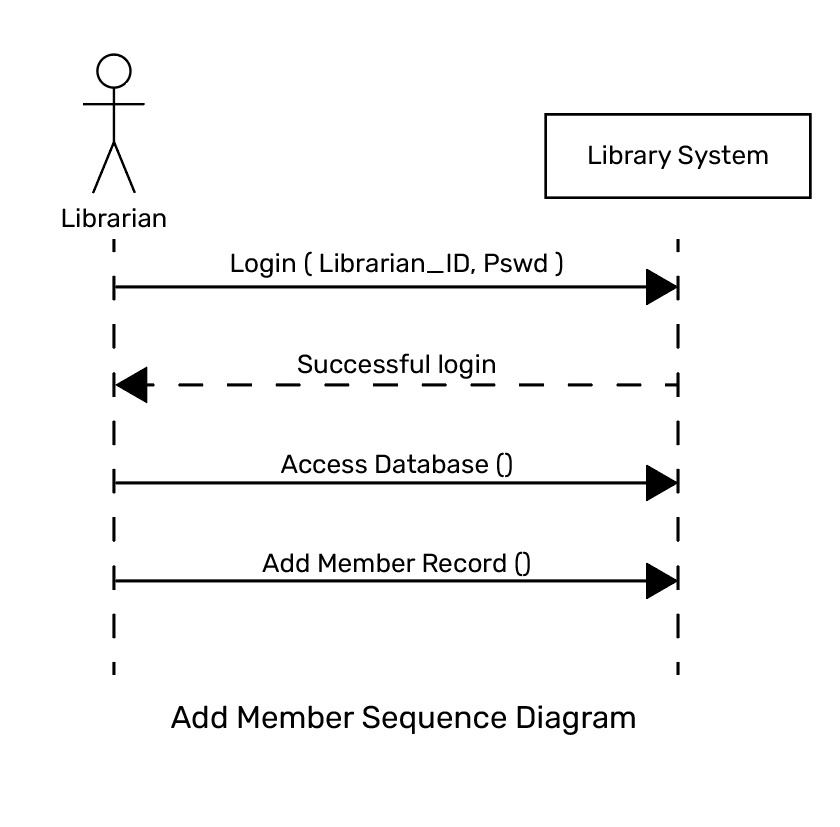 Library System
Librarian
Login ( Librarian_ID, Pswd )
Successful login
Access Database ()
Add Member Record ()
Add Member Sequence Diagram